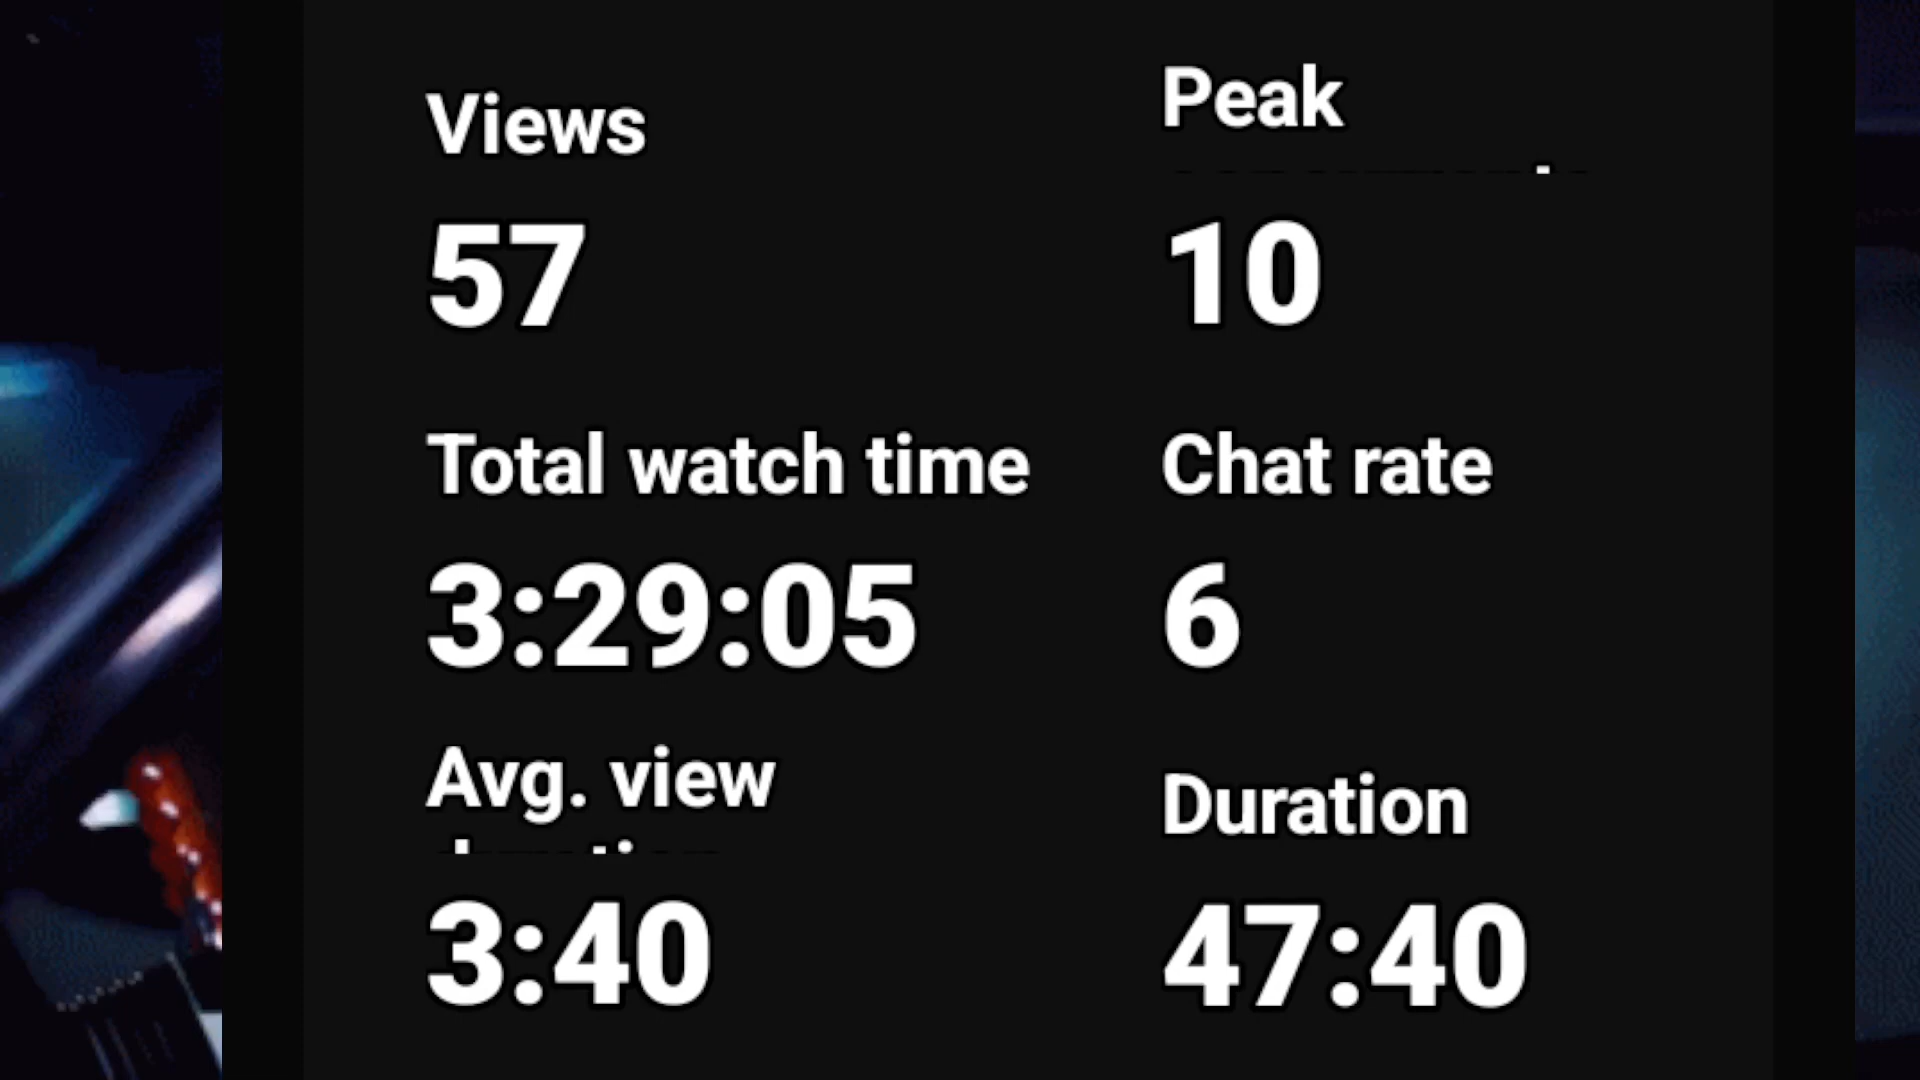 Views
57
Peak
10
Total watch time
3:29:05
Chat rate
6
Avg. view
3:40
Duration
47:40